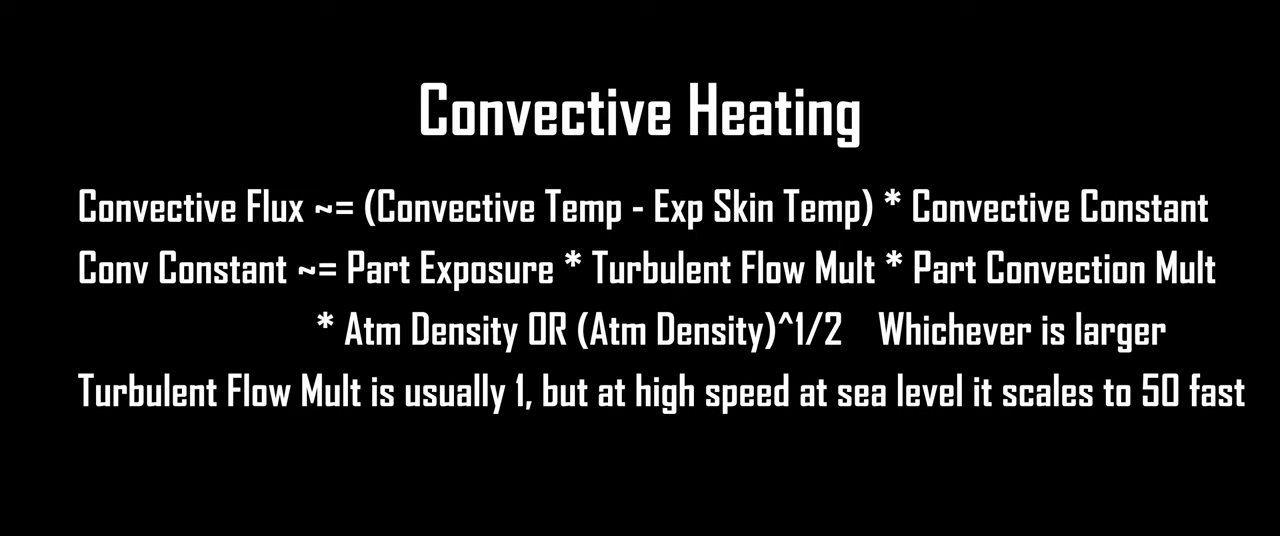 Convective Heating
Convective Flux ~= (Convective Temp - Exp Skin Temp) * Convective Constant
Conv Constant ~= Part Exposure * Turbulent Flow Mult * Part Convection Mult
* Atm Density OR (Atm Density)^1/2 Whichever is larger
Turbulent Flow Mult is usually 1, but at high speed at sea level it scales to 50 fast